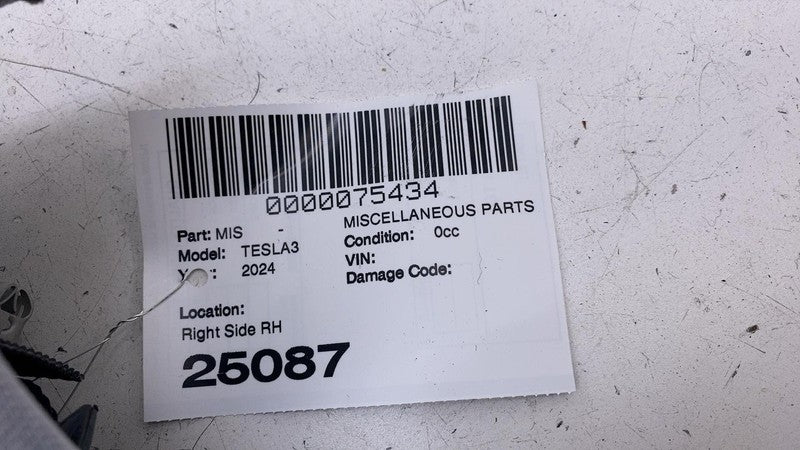 0000075434
Part: MIS - MISCELLANEOUS PARTS
Model: TESLA3 Condition: 0cc
2024 VIN:
Damage Code:
Location:
Right Side RH
25087